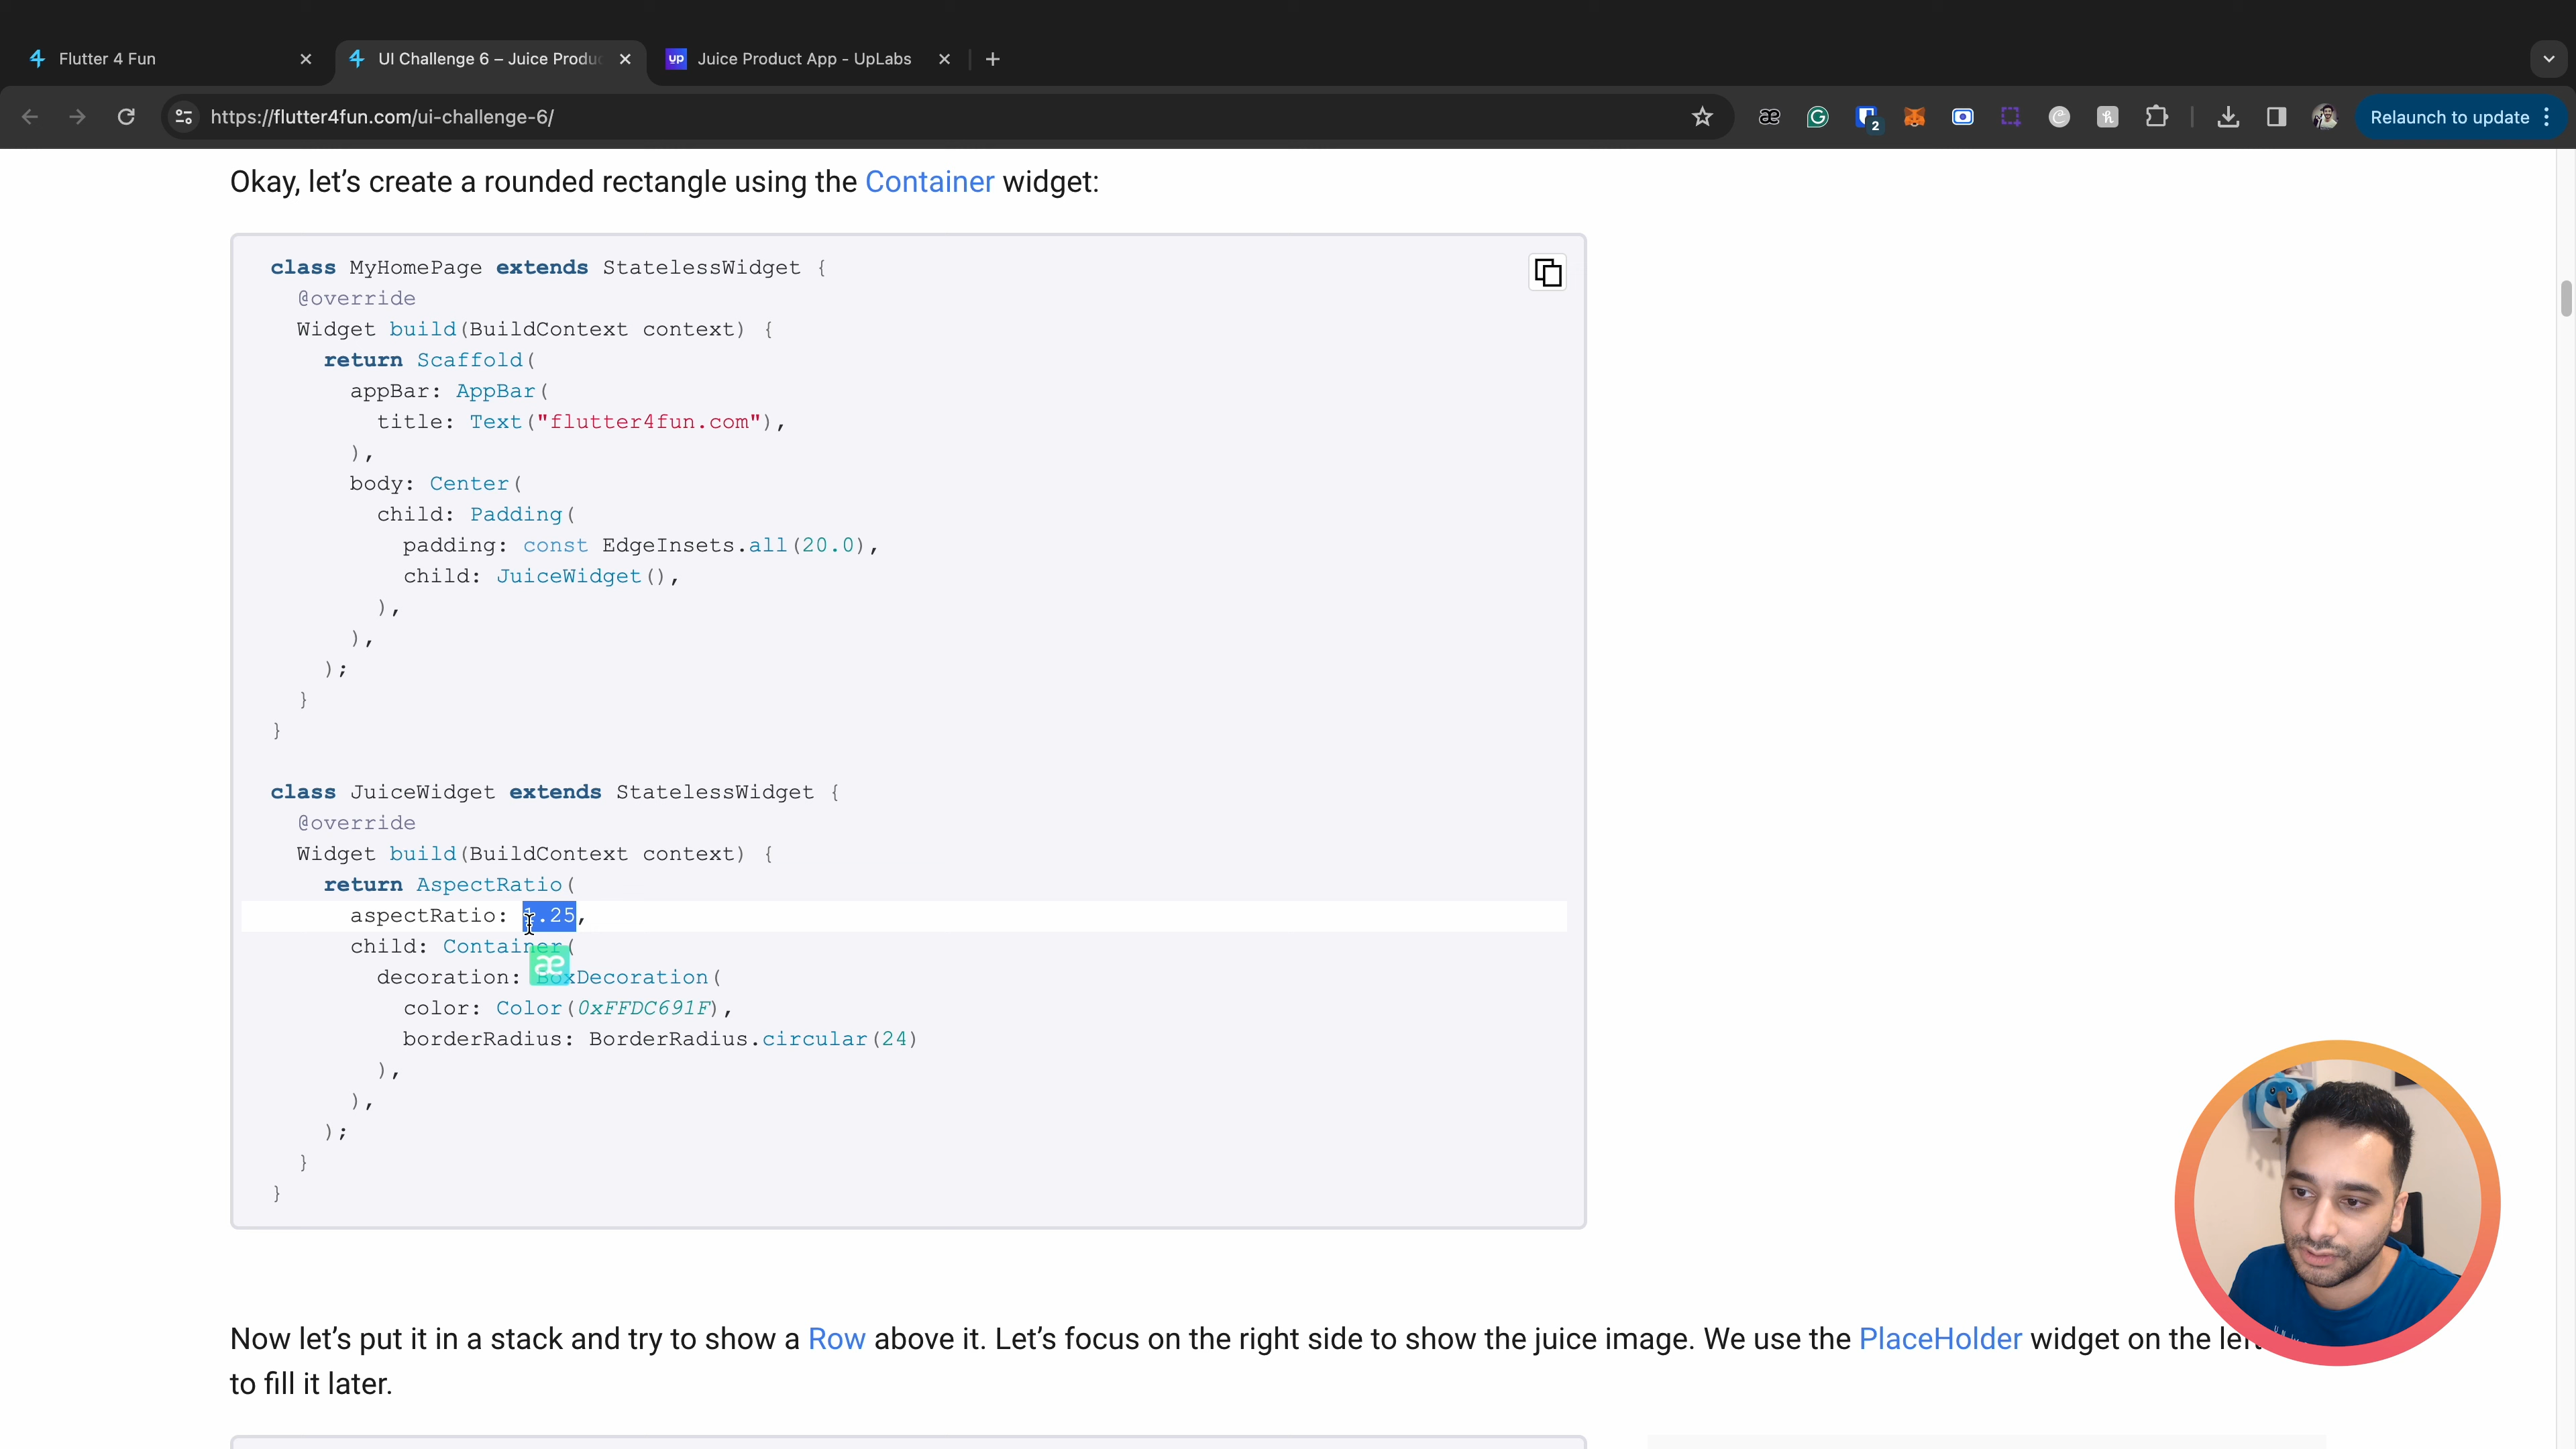 Flutter 4 Fun
UI Challenge 6 – Juice Produc
up Juice Product App - UpLabs
https://flutter4fun.com/ui-challenge-6/
2
Relaunch to update
Okay, let’s create a rounded rectangle using the Container widget:
class MyHomePage extends StatelessWidget {
@override
Widget build(BuildContext context) {
return Scaffold(
appBar: AppBar(
title: Text("flutter4fun.com"),
),
body: Center(
child: Padding(
padding: const EdgeInsets.all(20.0),
child: JuiceWidget(),
),
),
);
}
}
class JuiceWidget extends StatelessWidget {
@override
Widget build(BuildContext context) {
return AspectRatio(
aspectRatio: 1.25,
child: Container(
æ
decoration: BoxDecoration(
color: Color(0xFFDC691F),
borderRadius: BorderRadius.circular(24)
),
),
);
}
}
Now let’s put it in a stack and try to show a Row above it. Let’s focus on the right side to show the juice image. We use the PlaceHolder widget on the left
to fill it later.